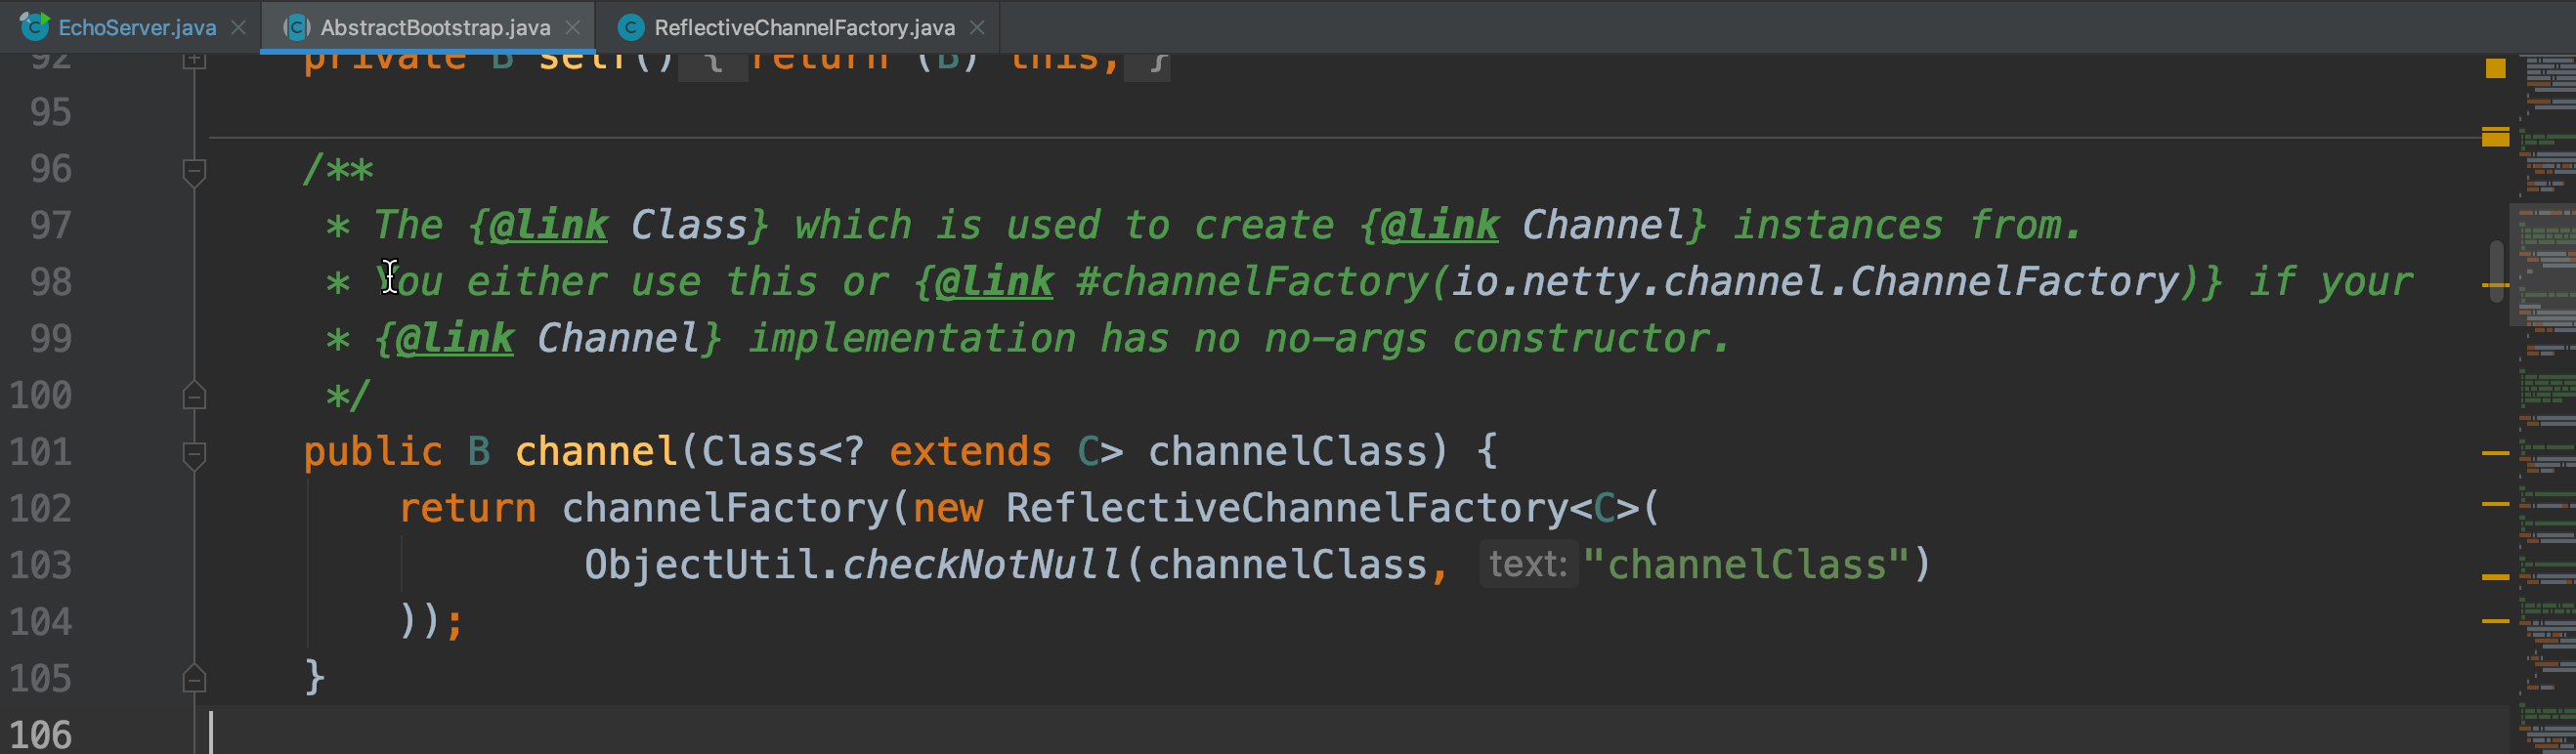 EchoServer.java AbstractBootstrap.java ReflectiveChannelFactory.java
92 private B self() { return (B) this; }
95
96 /**
97 * The {@link Class} which is used to create {@link Channel} instances from.
98 * You either use this or {@link #channelFactory(io.netty.channel.ChannelFactory)} if your
99 * {@link Channel} implementation has no no-args constructor.
100 */
101 public B channel(Class<? extends C> channelClass) {
102 return channelFactory(new ReflectiveChannelFactory<C>(
103 ObjectUtil.checkNotNull(channelClass, text: "channelClass")
104 ));
105 }
106